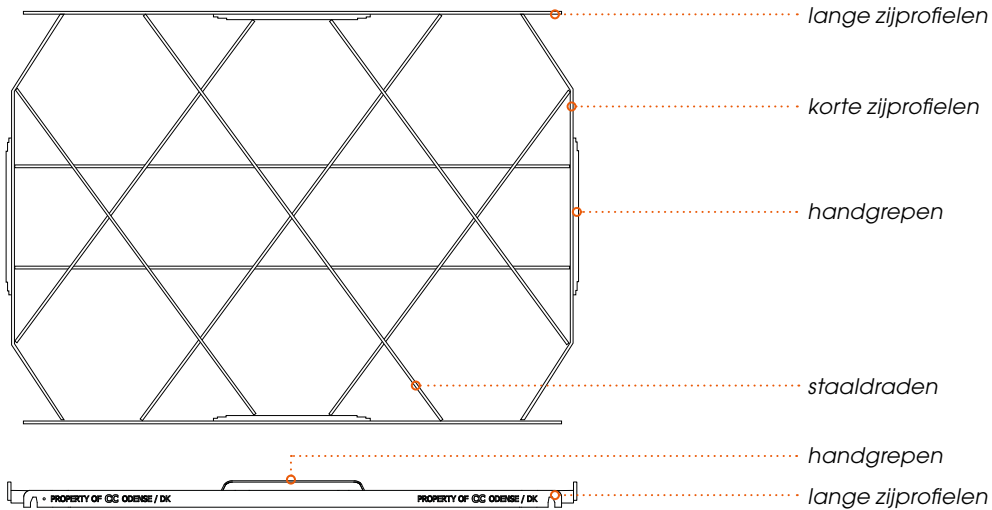 lange zijprofielen
korte zijprofielen
handgrepen
staaldraden
handgrepen
PROPERTY OF CC ODENSE / DK
PROPERTY OF CC ODENSE / DK
lange zijprofielen